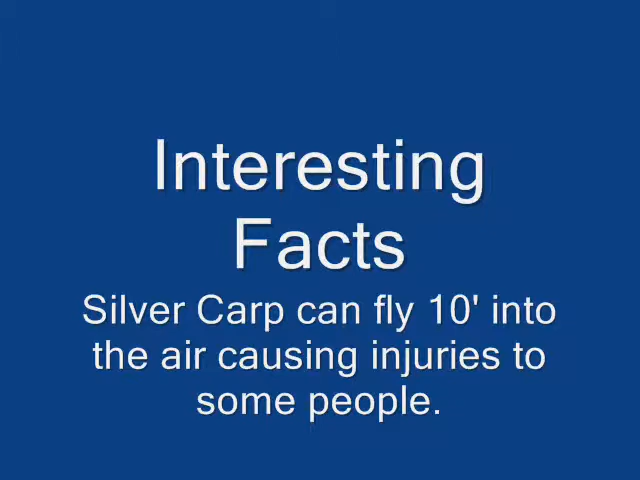 Interesting
Facts
Silver Carp can fly 10' into
the air causing injuries to
some people.